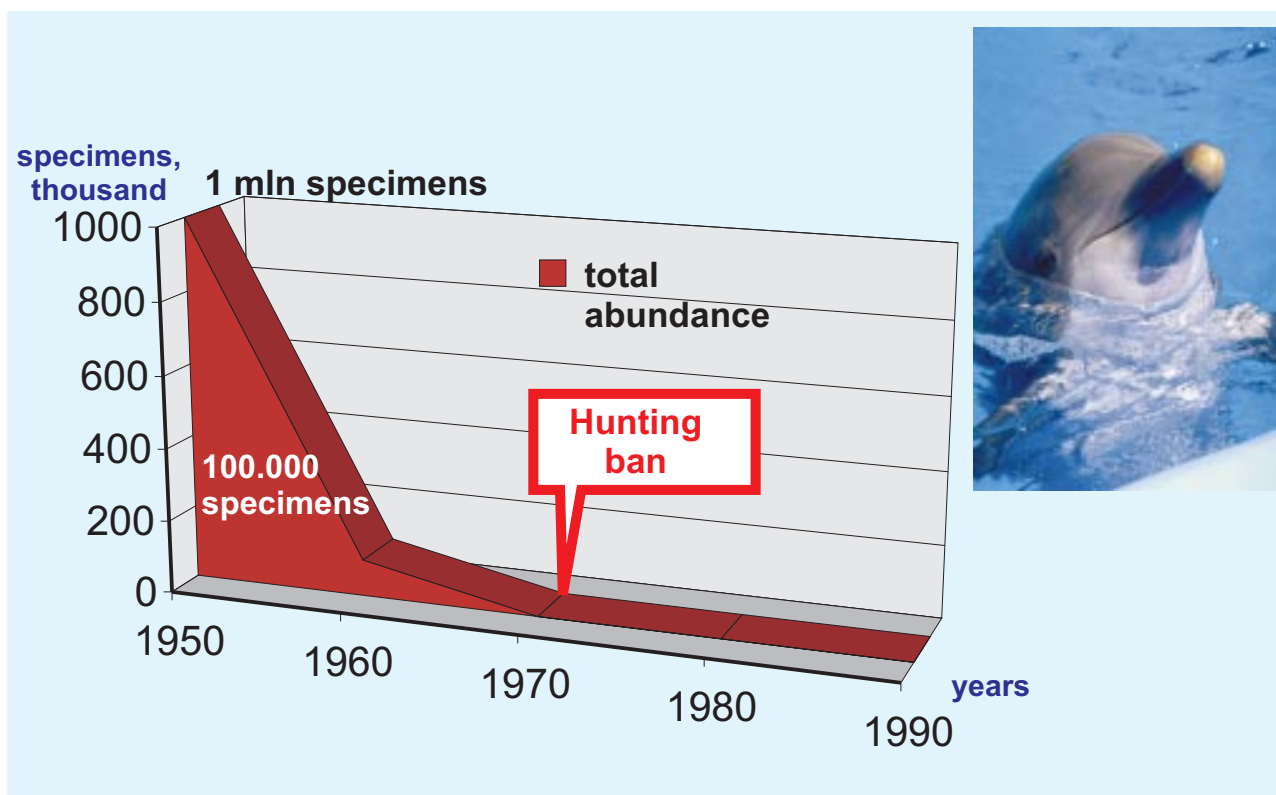 specimens,
thousand
1 mln specimens
1000
800
600
400
200
0
total
abundance
Hunting
ban
100.000
specimens
1950
1960
1970
1980
1990
years